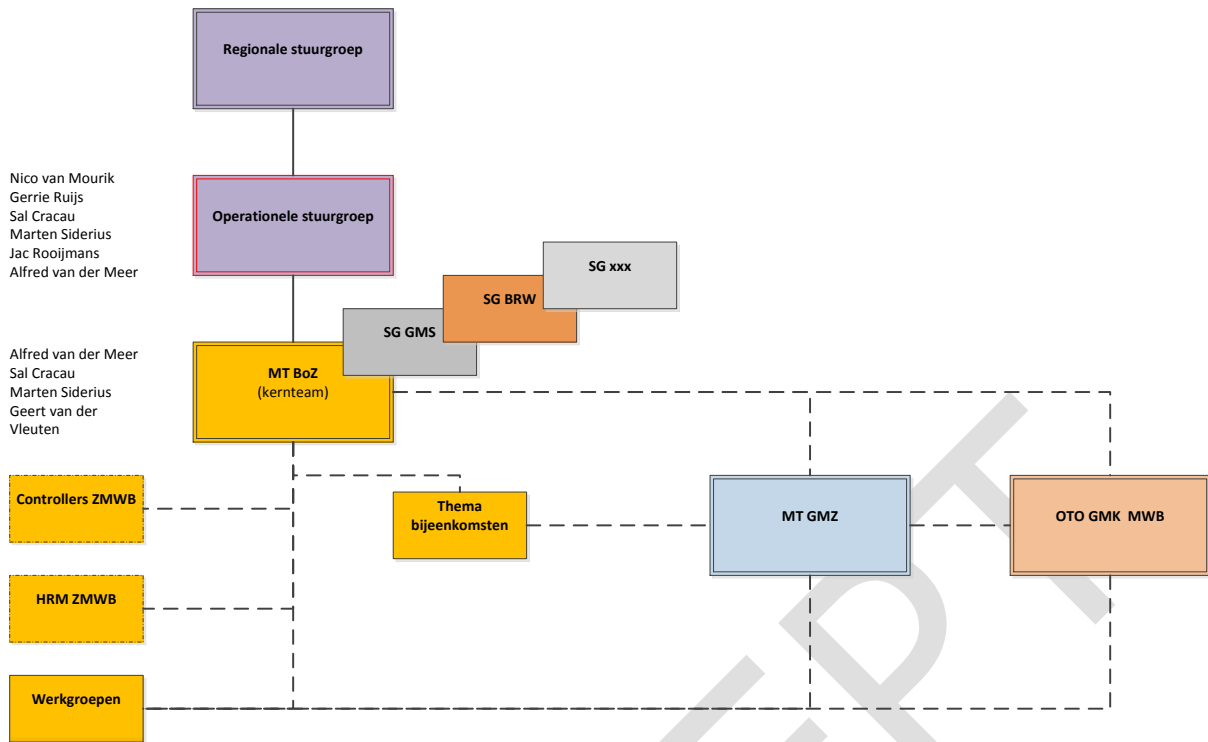 Regionale stuurgroep
Nico van Mourik
Gerrie Ruijs
Sal Cracau
Marten Siderius
Jac Rooijmans
Alfred van der Meer
Operationele stuurgroep
SG xxx
SG BRW
SG GMS
Alfred van der Meer
Sal Cracau
Marten Siderius
Geert van der
Vleuten
MT BoZ
(kernteam)
Controllers ZMWB
Thema
bijeenkomsten
MT GMZ
OTO GMK MWB
HRM ZMWB
Werkgroepen
EPT